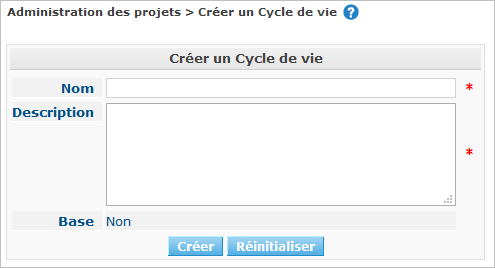 Administration des projets > Créer un Cycle de vie ?
Créer un Cycle de vie
Nom *
Description *
Base Non
Créer Réinitialiser